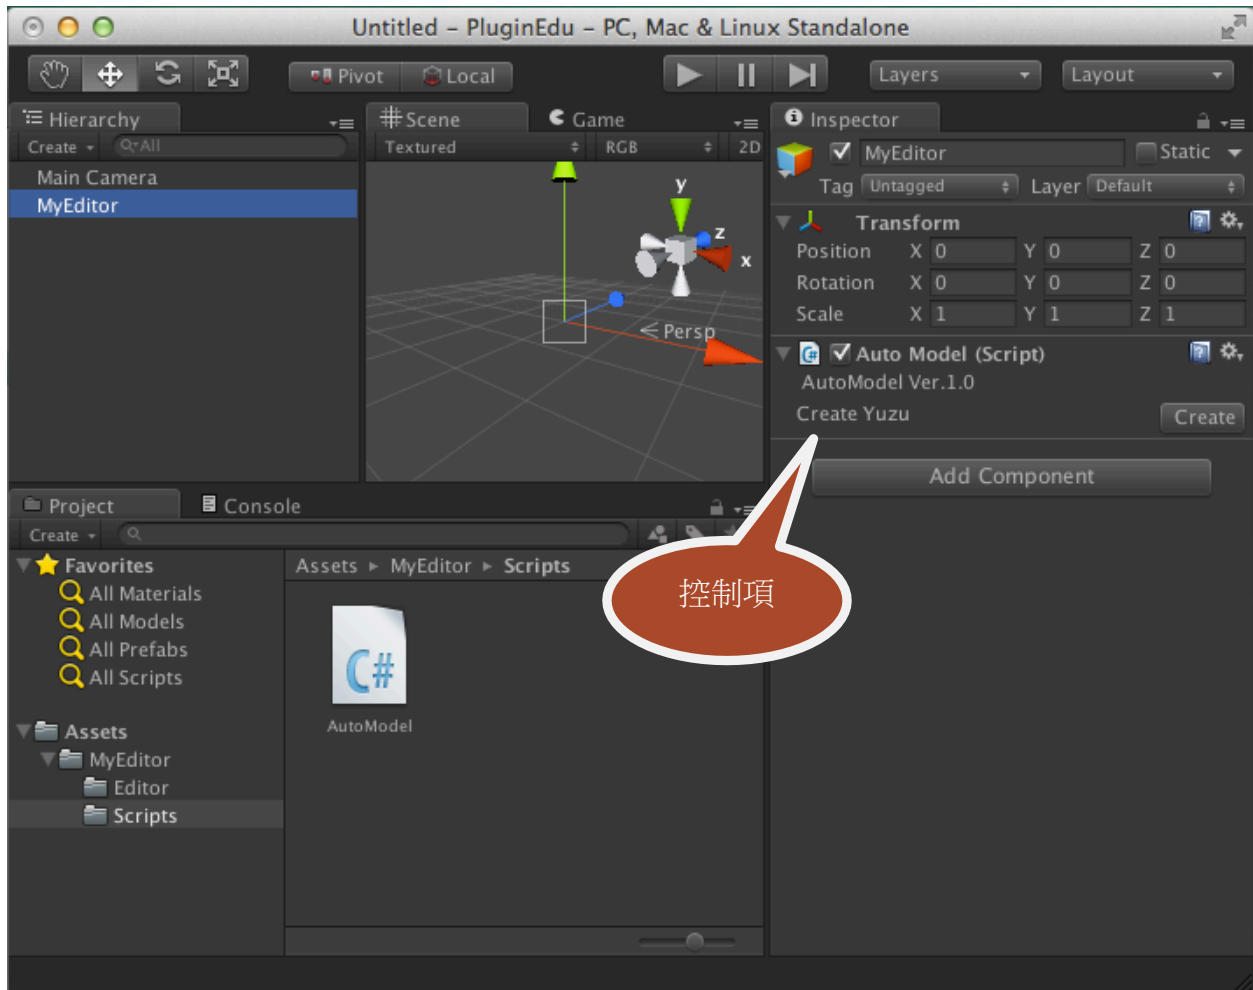 Untitled – PluginEdu – PC, Mac & Linux Standalone
Pivot Local Layers Layout
Hierarchy
Create All
Main Camera
MyEditor
Scene Game
Textured RGB 2D
y
z
x
Persp
Inspector
MyEditor Static
Tag Untagged Layer Default
Transform
Position X 0 Y 0 Z 0
Rotation X 0 Y 0 Z 0
Scale X 1 Y 1 Z 1
C# Auto Model (Script)
AutoModel Ver.1.0
Create Yuzu Create
Add Component
控制項
Project Console
Create
Favorites
All Materials
All Models
All Prefabs
All Scripts
Assets
MyEditor
Editor
Scripts
Assets ▸ MyEditor ▸ Scripts
C#
AutoModel